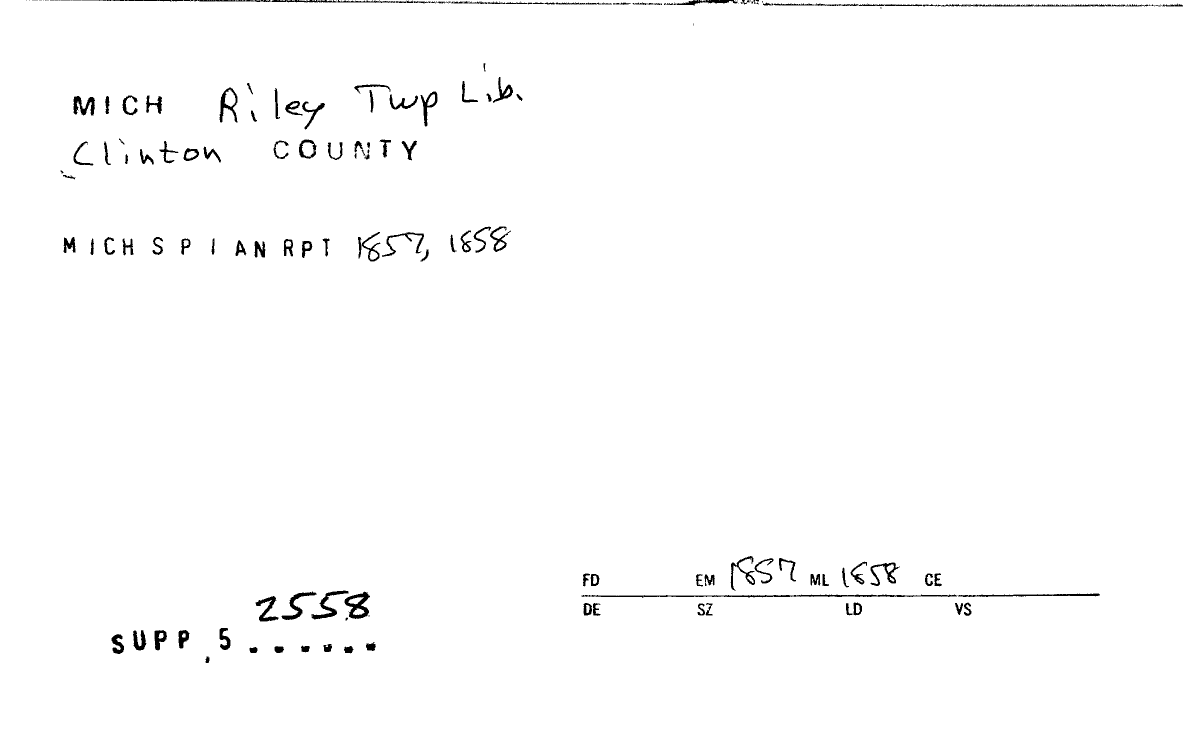 MICH Riley Twp Lib.
Clinton COUNTY
MICH S P I AN RPT 1857, 1858
FD EM 1857 ML 1858 CE
DE SZ LD VS
2558
SUPP, 5 ......